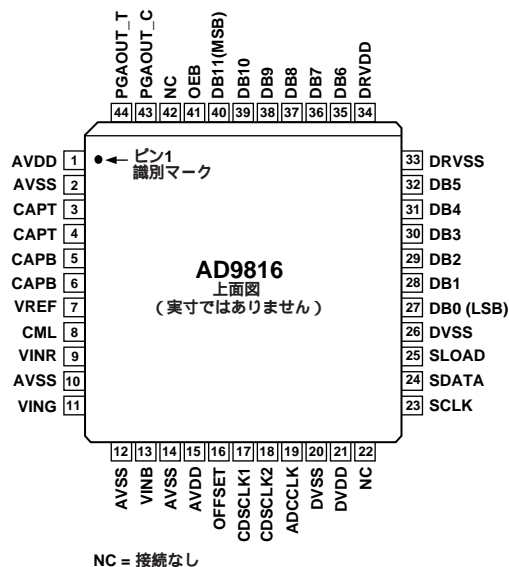 PGAOUT_T
PGAOUT_C
NC
OEB
DB11(MSB)
DB10
DB9
DB8
DB7
DB6
DRVDD
44 43 42 41 40 39 38 37 36 35 34
AVDD 1
AVSS 2
CAPT 3
CAPT 4
CAPB 5
CAPB 6
VREF 7
CML 8
VINR 9
AVSS 10
VING 11
ピン1
識別マーク
AD9816
上面図
(実寸ではありません)
33 DRVSS
32 DB5
31 DB4
30 DB3
29 DB2
28 DB1
27 DB0 (LSB)
26 DVSS
25 SLOAD
24 SDATA
23 SCLK
12 13 14 15 16 17 18 19 20 21 22
AVSS
VINB
AVSS
AVDD
OFFSET
CDSCLK1
CDSCLK2
ADCCLK
DVSS
DVDD
NC
NC = 接続なし